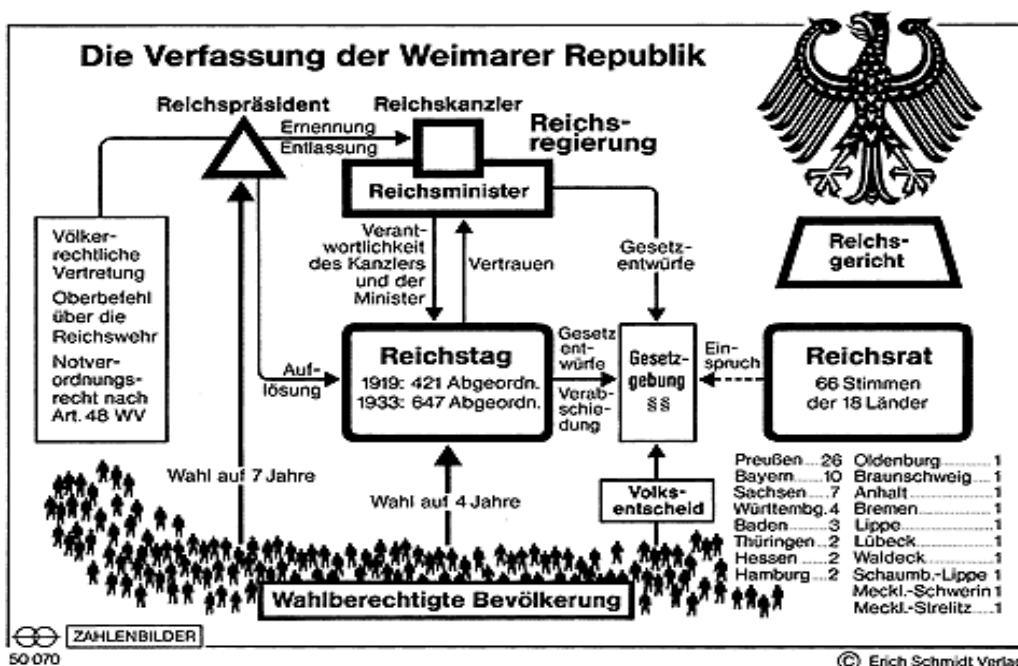 Die Verfassung der Weimarer Republik
Reichspräsident
Reichskanzler
Ernennung
Entlassung
Reichs-
regierung
Reichsminister
Völker-
rechtliche
Vertretung
Oberbefehl
über die
Reichswehr
Notver-
ordnungs-
recht nach
Art. 48 WV
Verant-
wortlichkeit
des Kanzlers
und der
Minister
Vertrauen
Gesetz-
entwürfe
Reichs-
gericht
Auf-
lösung
Reichstag
1919: 421 Abgeordn.
1933: 647 Abgeordn.
Gesetz
ent-
würfe
Verab-
schie-
dung
Gesetz-
gebung
§§
Ein-
spruch
Reichsrat
66 Stimmen
der 18 Länder
Wahl auf 7 Jahre
Wahl auf 4 Jahre
Volks-
entscheid
Preußen....26 Oldenburg............1
Bayern.....10 Braunschweig....1
Sachsen....7 Anhalt..................1
Württembg.4 Bremen...............1
Baden........3 Lippe...................1
Thüringen..2 Lübeck................1
Hessen......2 Waldeck..............1
Hamburg...2 Schaumb.-Lippe 1
Meckl.-Schwerin 1
Meckl.-Strelitz.....1
Wahlberechtigte Bevölkerung
ZAHLENBILDER
50 070
© Erich Schmidt Verlag